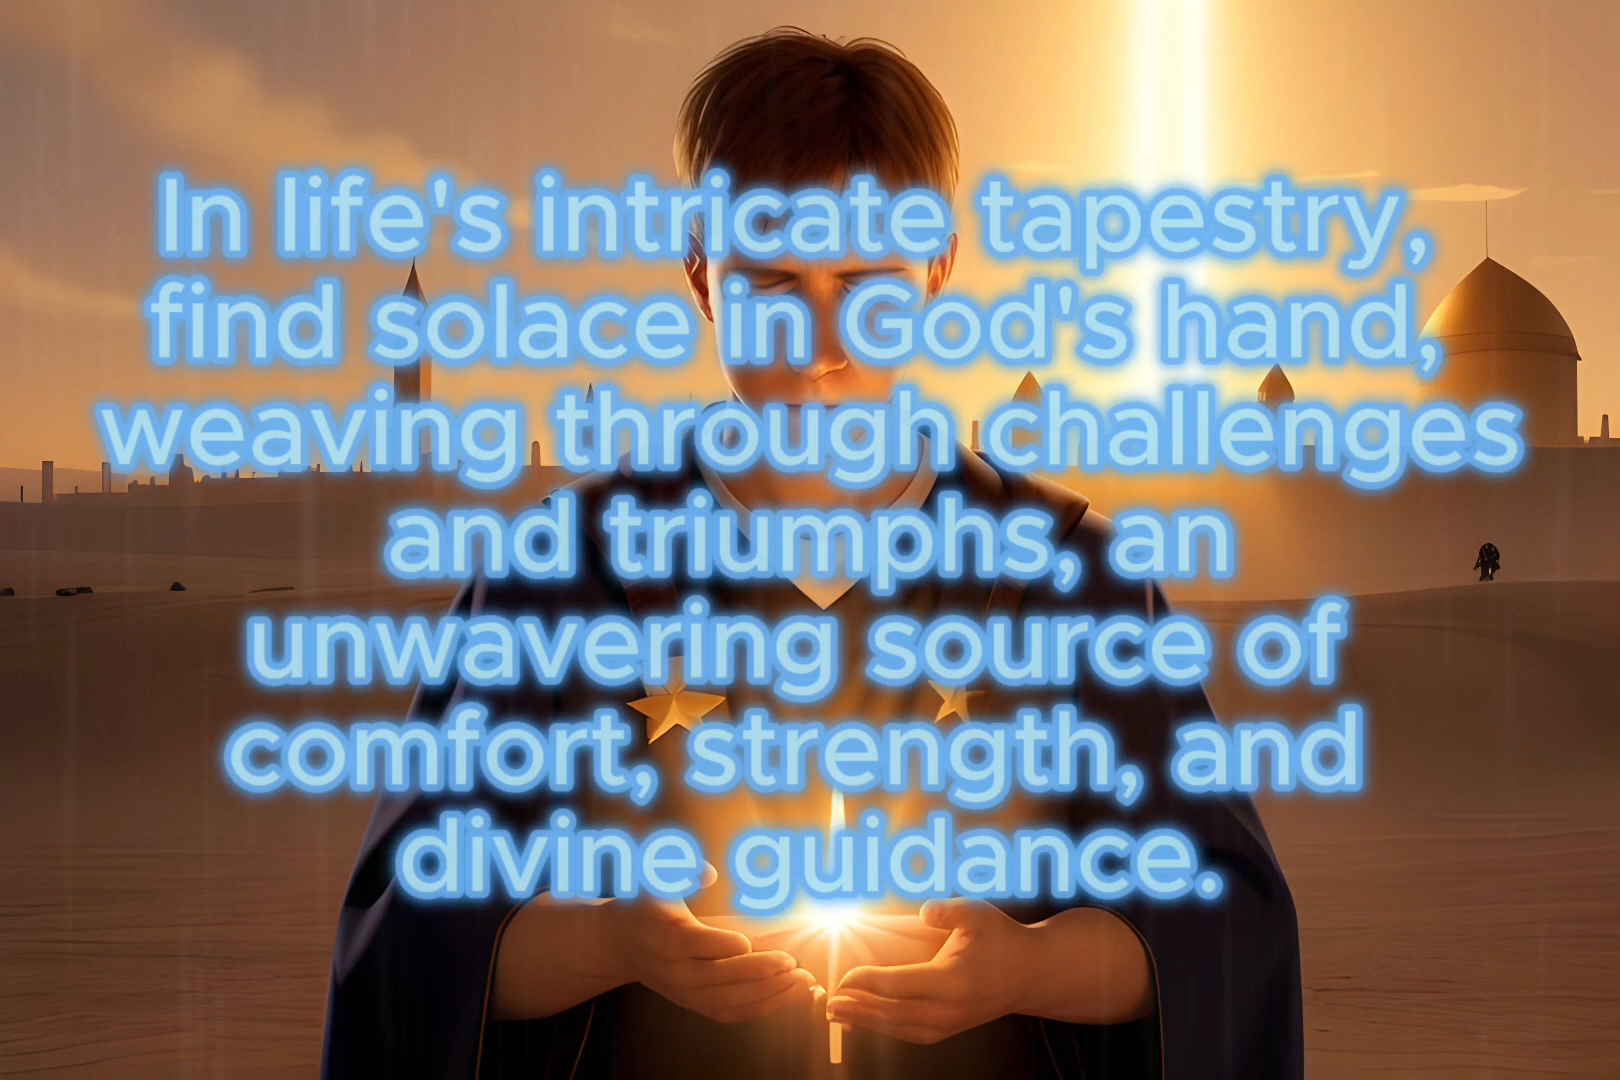 In life's intricate tapestry,
find solace in God's hand,
weaving through challenges
and triumphs, an
unwavering source of
comfort, strength, and
divine guidance.